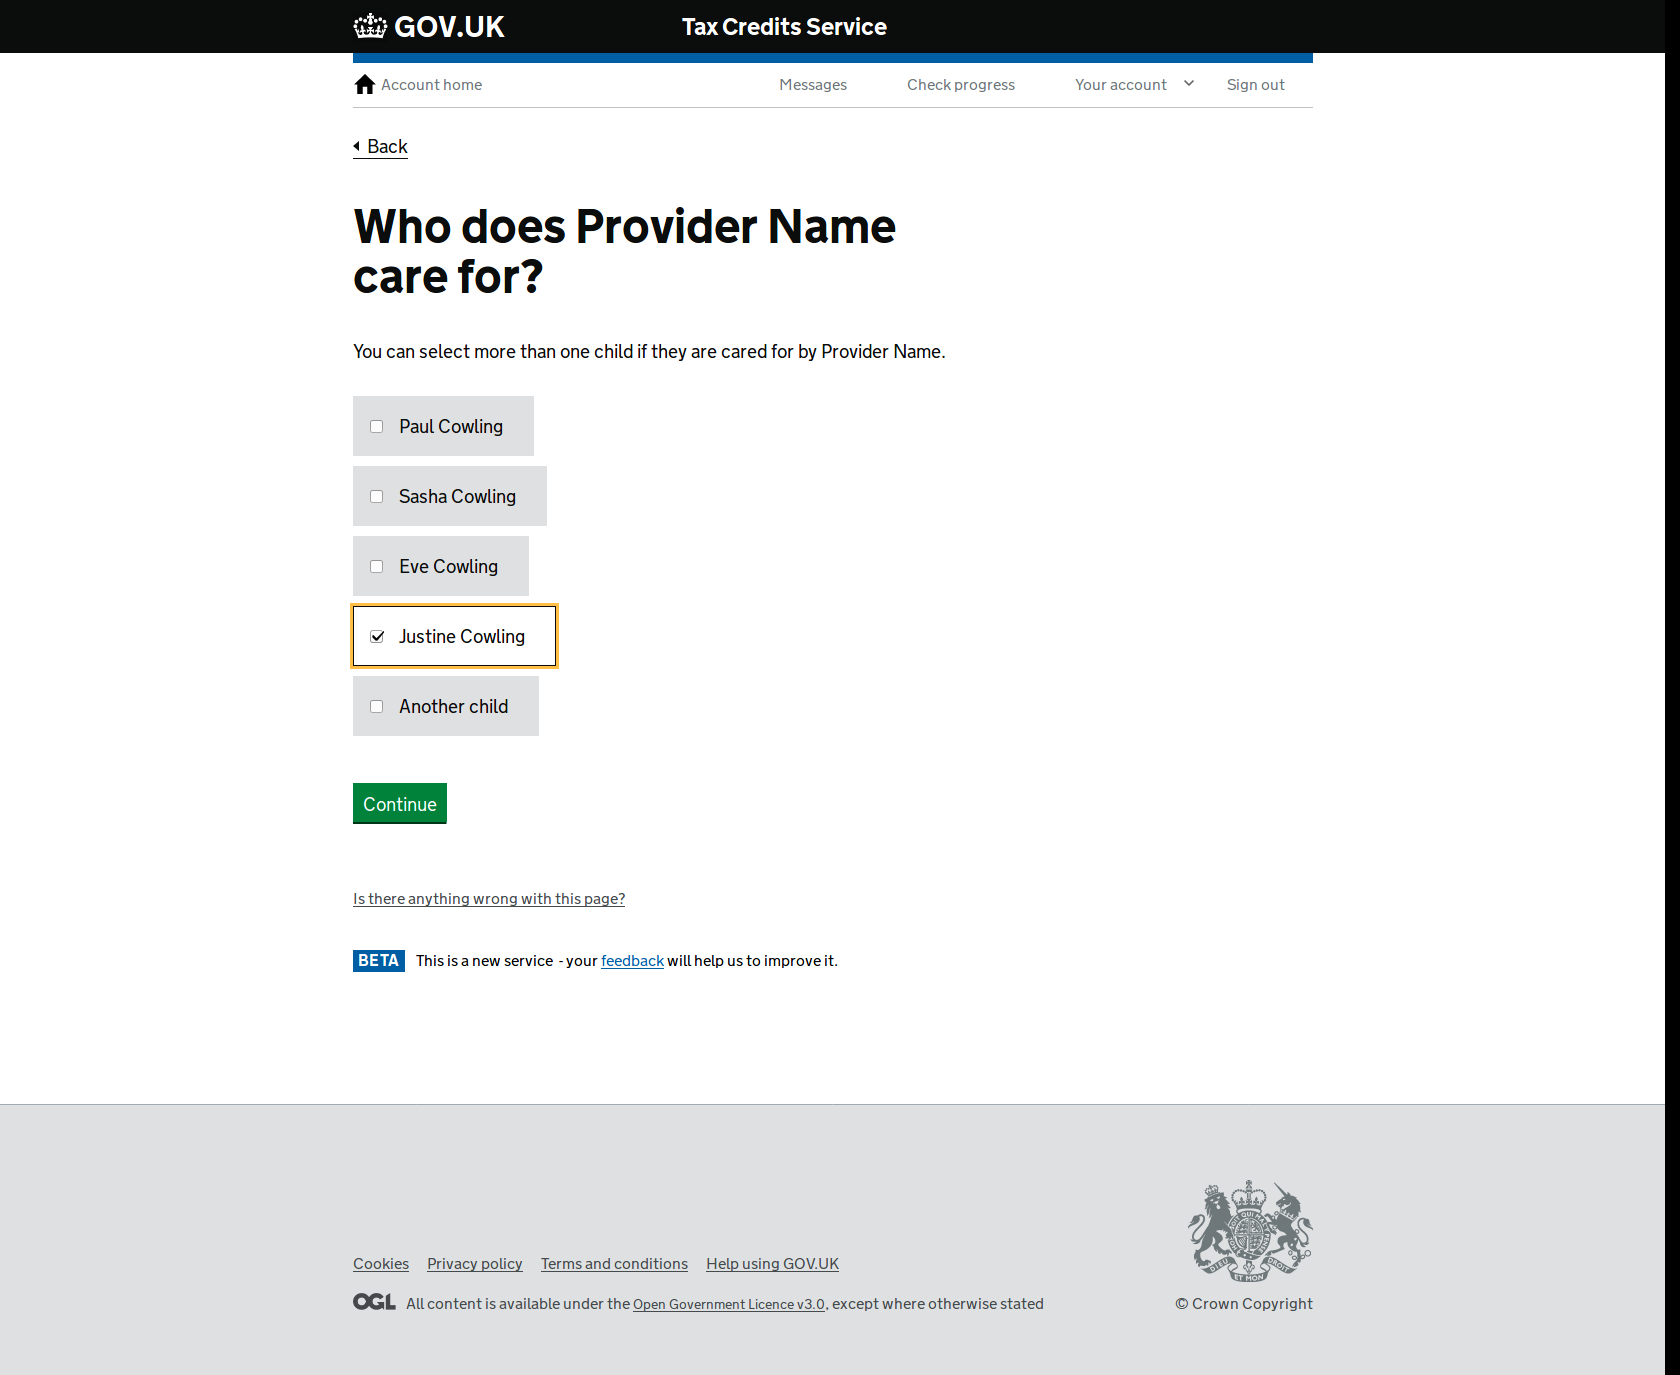 GOV.UK
Tax Credits Service
Account home
Messages
Check progress
Your account
Sign out
Back
Who does Provider Name
care for?
You can select more than one child if they are cared for by Provider Name.
Paul Cowling
Sasha Cowling
Eve Cowling
Justine Cowling
Another child
Continue
Is there anything wrong with this page?
BETA This is a new service - your feedback will help us to improve it.
Cookies Privacy policy Terms and conditions Help using GOV.UK
OGL All content is available under the Open Government Licence v3.0, except where otherwise stated
DIEU ET MON DROIT
© Crown Copyright